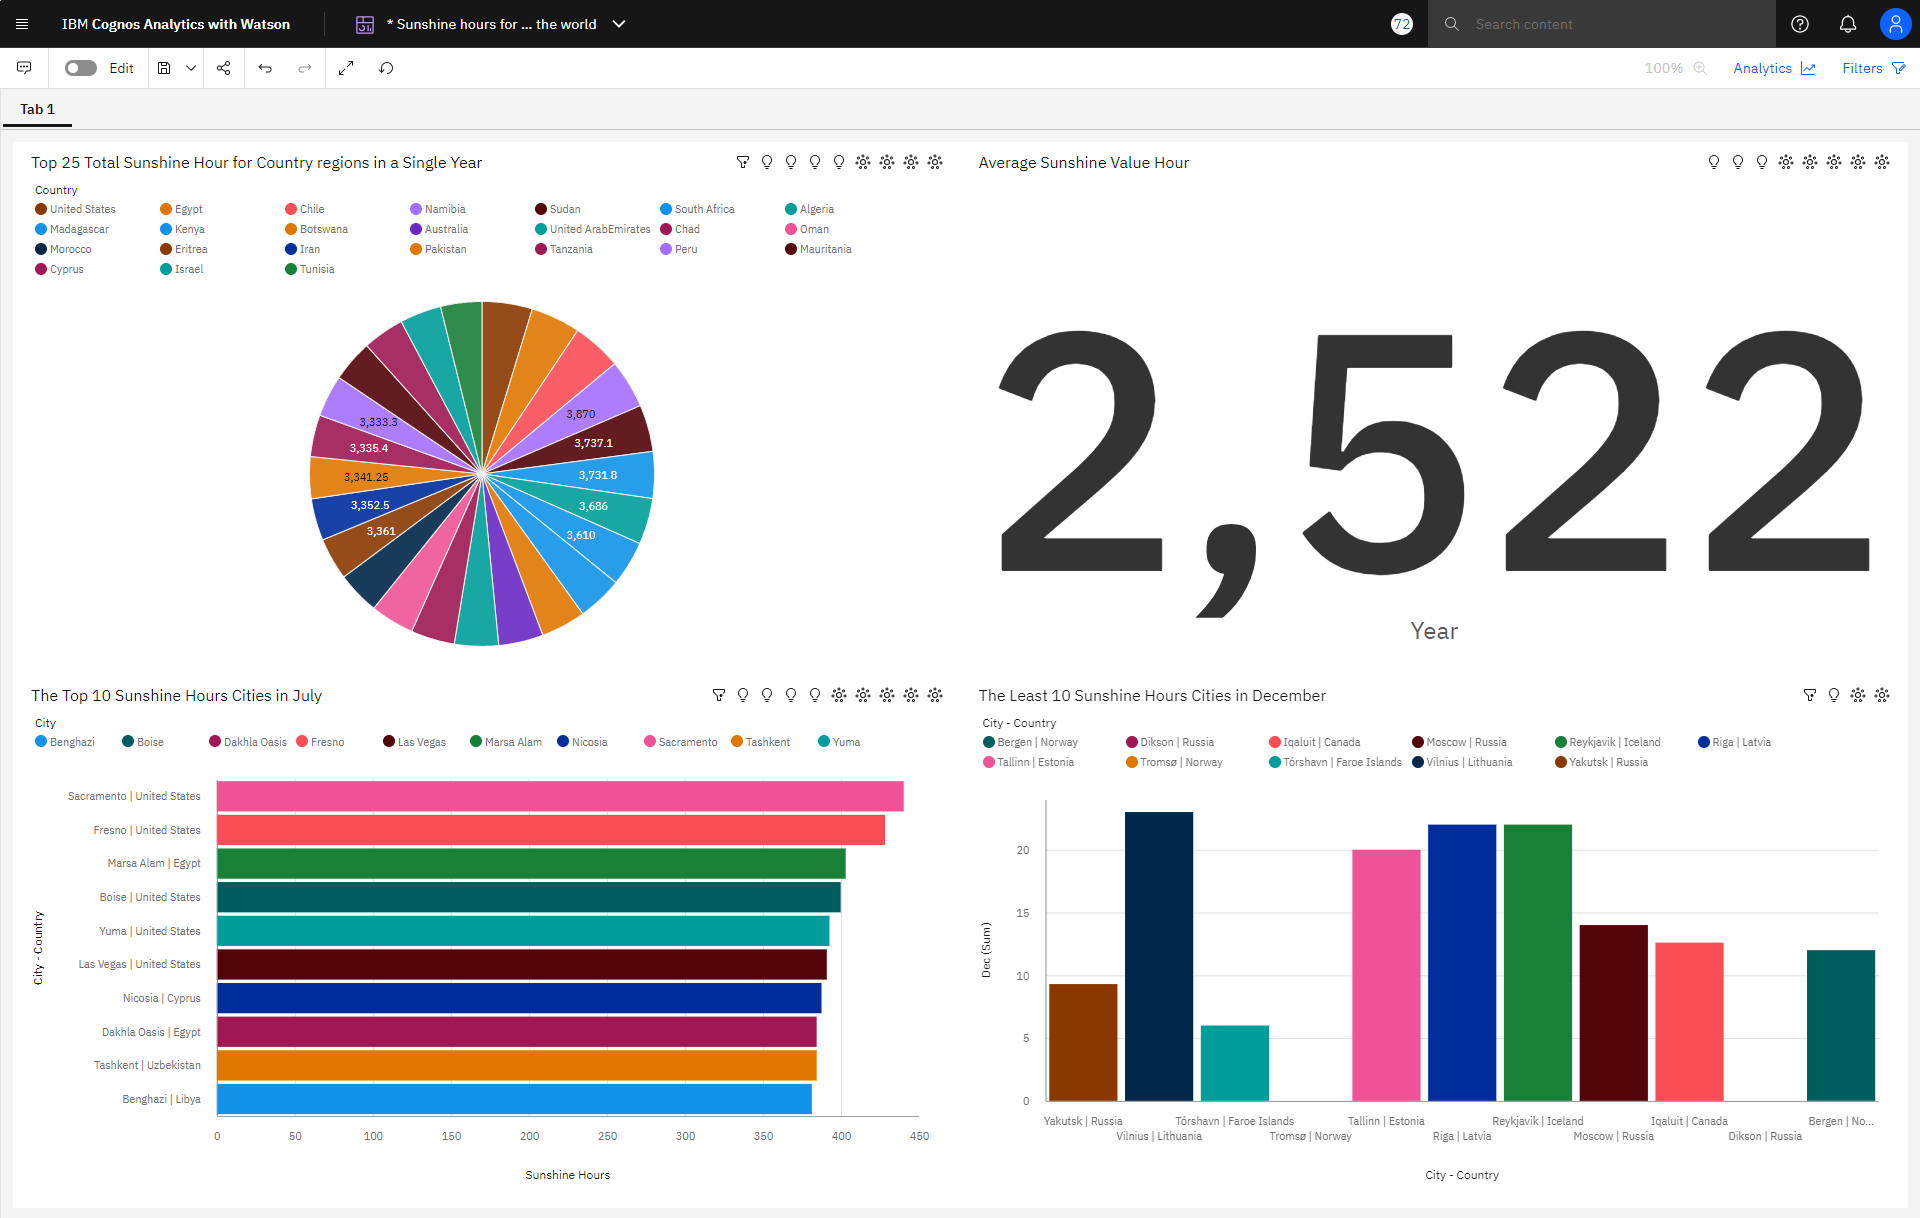 IBM Cognos Analytics with Watson
* Sunshine hours for ... the world
72
Search content
Edit
100%
Analytics
Filters
Tab 1
Top 25 Total Sunshine Hour for Country regions in a Single Year
Country
United States Egypt Chile Namibia Sudan South Africa Algeria
Madagascar Kenya Botswana Australia United ArabEmirates Chad Oman
Morocco Eritrea Iran Pakistan Tanzania Peru Mauritania
Cyprus Israel Tunisia
3,870
3,333.3
3,737.1
3,335.4
3,731.8
3,341.25
3,352.5
3,686
3,361
3,610
Average Sunshine Value Hour
2,522
Year
The Top 10 Sunshine Hours Cities in July
City
Benghazi Boise Dakhla Oasis Fresno Las Vegas Marsa Alam Nicosia Sacramento Tashkent Yuma
City - Country
Sacramento | United States
Fresno | United States
Marsa Alam | Egypt
Boise | United States
Yuma | United States
Las Vegas | United States
Nicosia | Cyprus
Dakhla Oasis | Egypt
Tashkent | Uzbekistan
Benghazi | Libya
0 50 100 150 200 250 300 350 400 450
Sunshine Hours
The Least 10 Sunshine Hours Cities in December
City - Country
Bergen | Norway Dikson | Russia Iqaluit | Canada Moscow | Russia Reykjavik | Iceland Riga | Latvia
Tallinn | Estonia Tromsø | Norway Tórshavn | Faroe Islands Vilnius | Lithuania Yakutsk | Russia
Dec (Sum)
20
15
10
5
0
Yakutsk | Russia Tórshavn | Faroe Islands Tallinn | Estonia Reykjavik | Iceland Iqaluit | Canada Bergen | No...
Vilnius | Lithuania Tromsø | Norway Riga | Latvia Moscow | Russia Dikson | Russia
City - Country